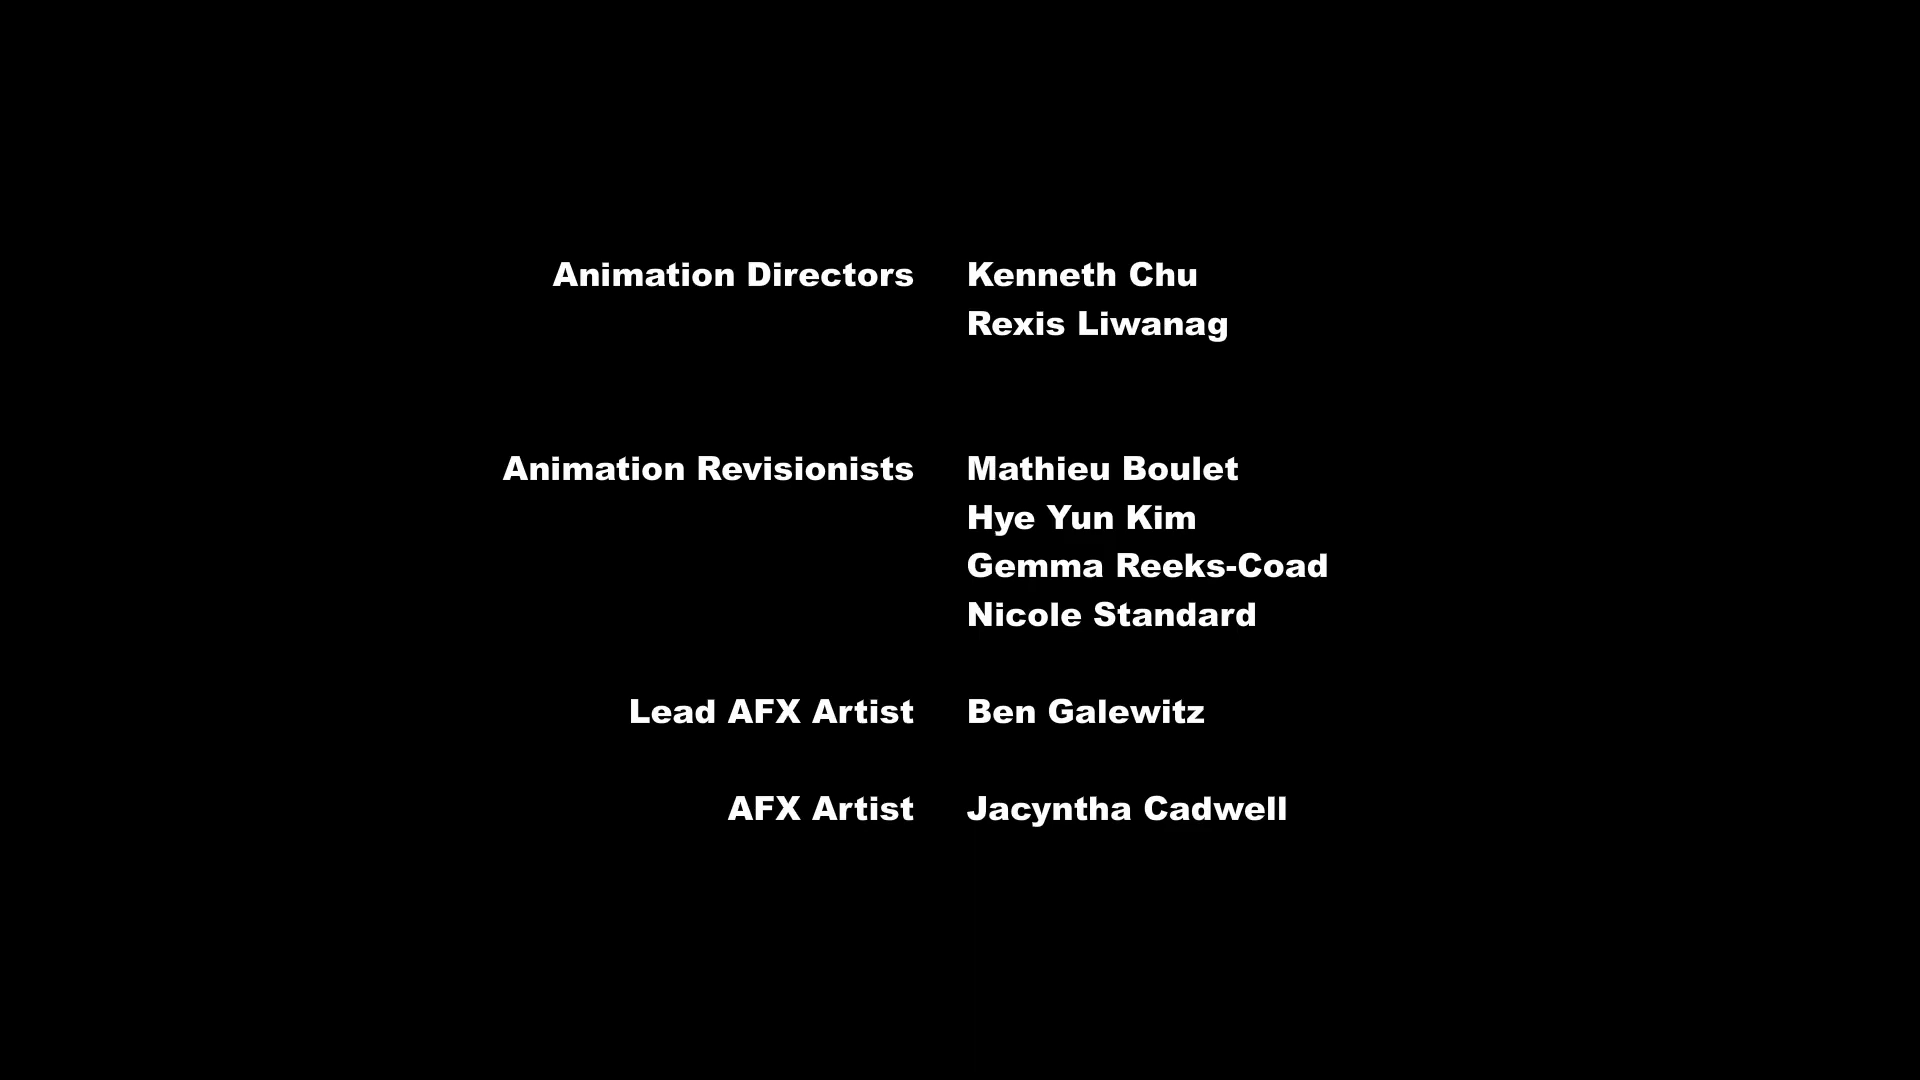 Animation Directors Kenneth Chu
Rexis Liwanag
Animation Revisionists Mathieu Boulet
Hye Yun Kim
Gemma Reeks-Coad
Nicole Standard
Lead AFX Artist Ben Galewitz
AFX Artist Jacyntha Cadwell